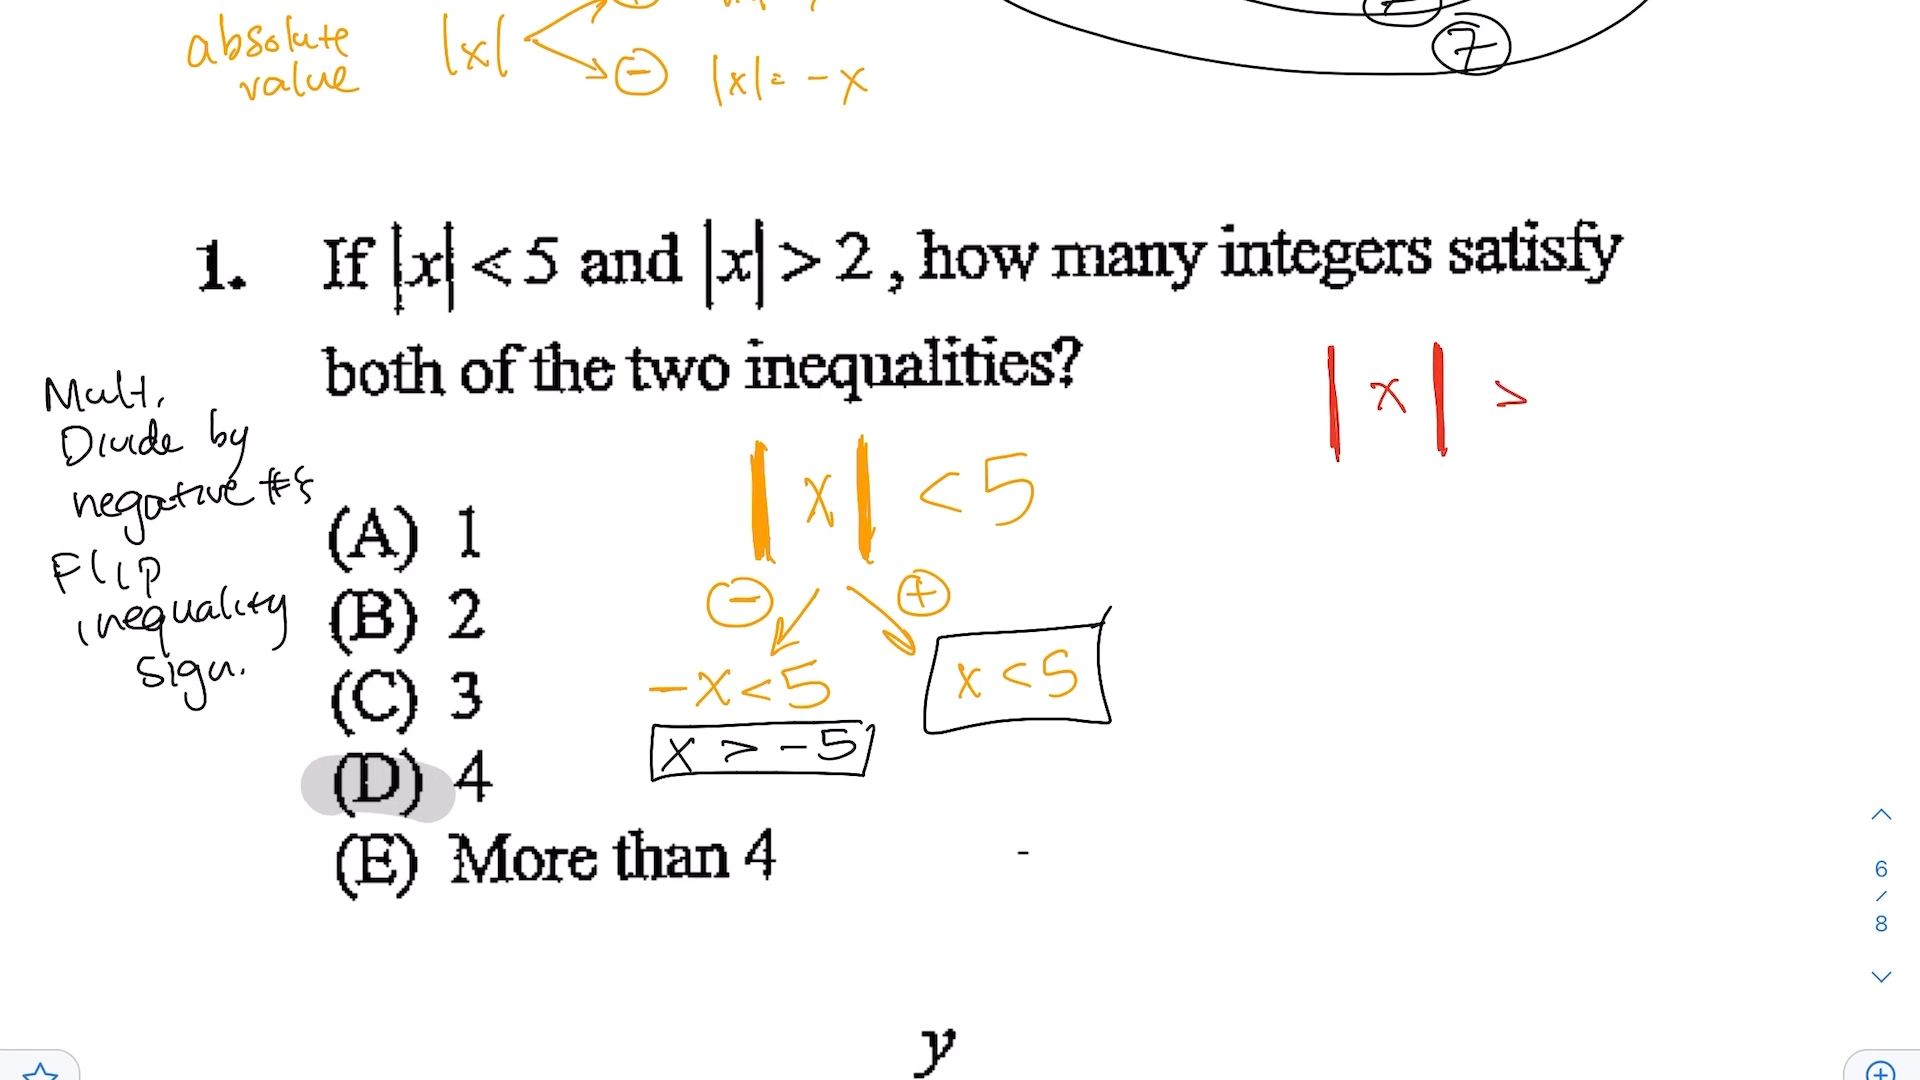 absolute
value
|x|
⊖ |x| = -x
7
1. If |x| < 5 and |x| > 2, how many integers satisfy
both of the two inequalities?
|x| >
Mult.
Divide by
negative #s
Flip
inequality
sign.
|x| < 5
⊖ ⊕
-x < 5
x > -5
x < 5
(A) 1
(B) 2
(C) 3
(D) 4
(E) More than 4
-
y
6
/
8